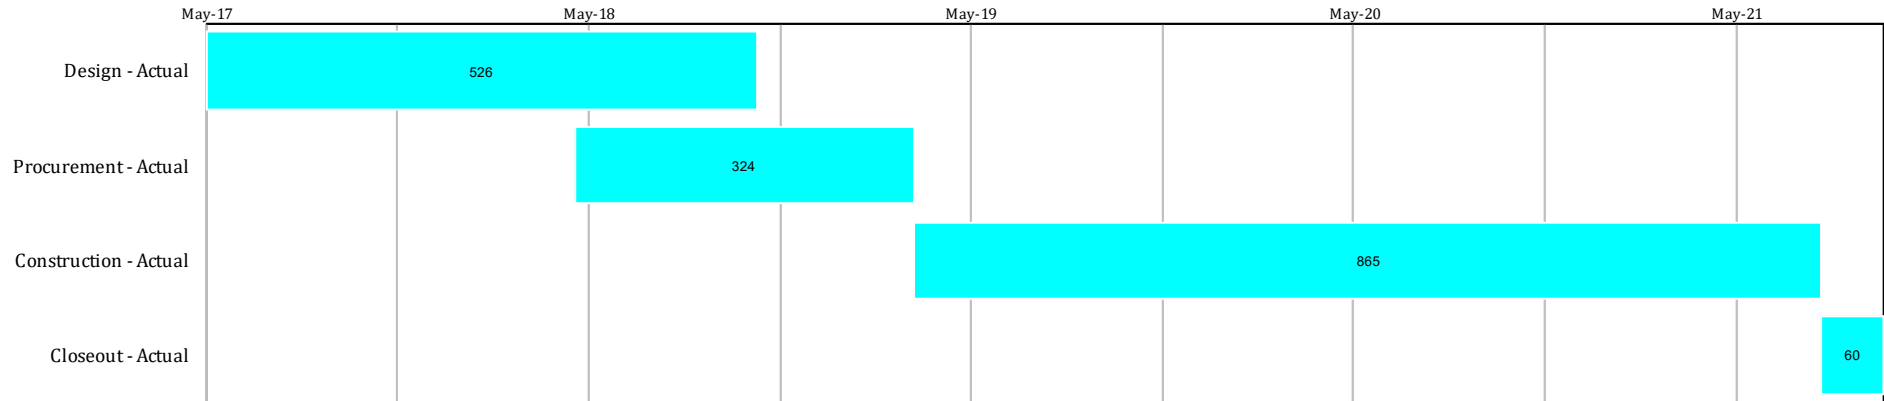 May-17 May-18 May-19 May-20 May-21
Design - Actual 526
Procurement - Actual 324
Construction - Actual 865
Closeout - Actual 60